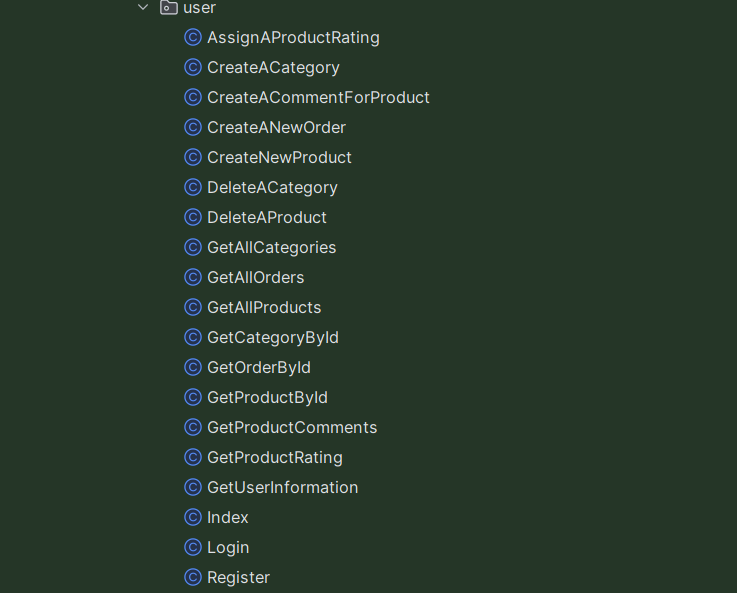 user
AssignAProductRating
CreateACategory
CreateACommentForProduct
CreateANewOrder
CreateNewProduct
DeleteACategory
DeleteAProduct
GetAllCategories
GetAllOrders
GetAllProducts
GetCategoryById
GetOrderById
GetProductById
GetProductComments
GetProductRating
GetUserInformation
Index
Login
Register